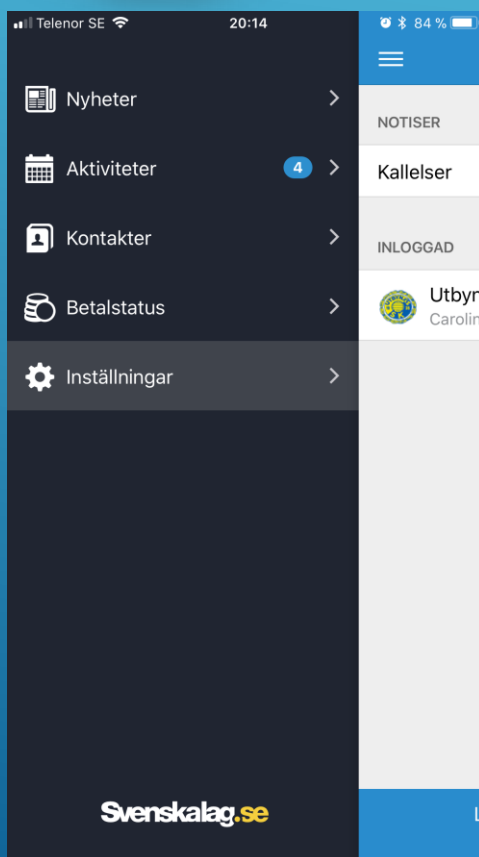 Telenor SE 20:14 84 %
Nyheter
Aktiviteter 4
Kontakter
Betalstatus
Inställningar
Svenskalag.se
NOTISER
Kallelser
INLOGGAD